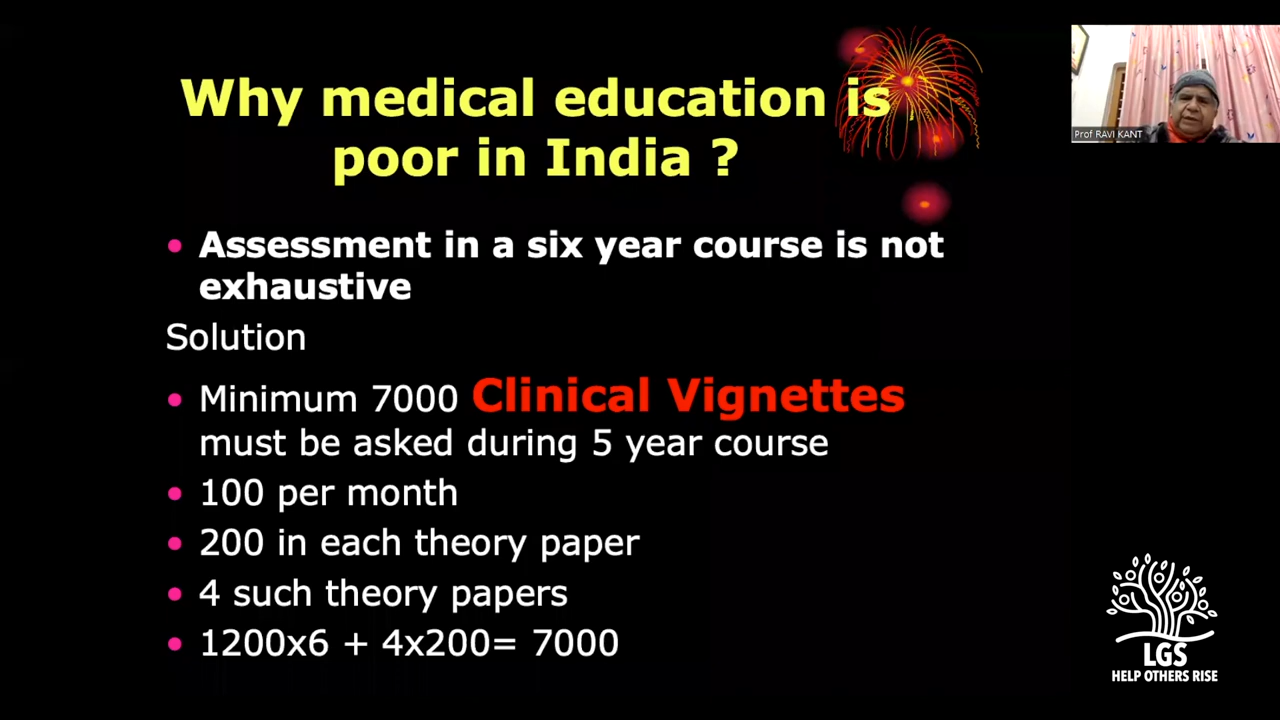 Why medical education is
poor in India ?
Prof RAVI KANT
• Assessment in a six year course is not
exhaustive
Solution
• Minimum 7000 Clinical Vignettes
must be asked during 5 year course
• 100 per month
• 200 in each theory paper
• 4 such theory papers
• 1200x6 + 4x200= 7000
LGS
HELP OTHERS RISE